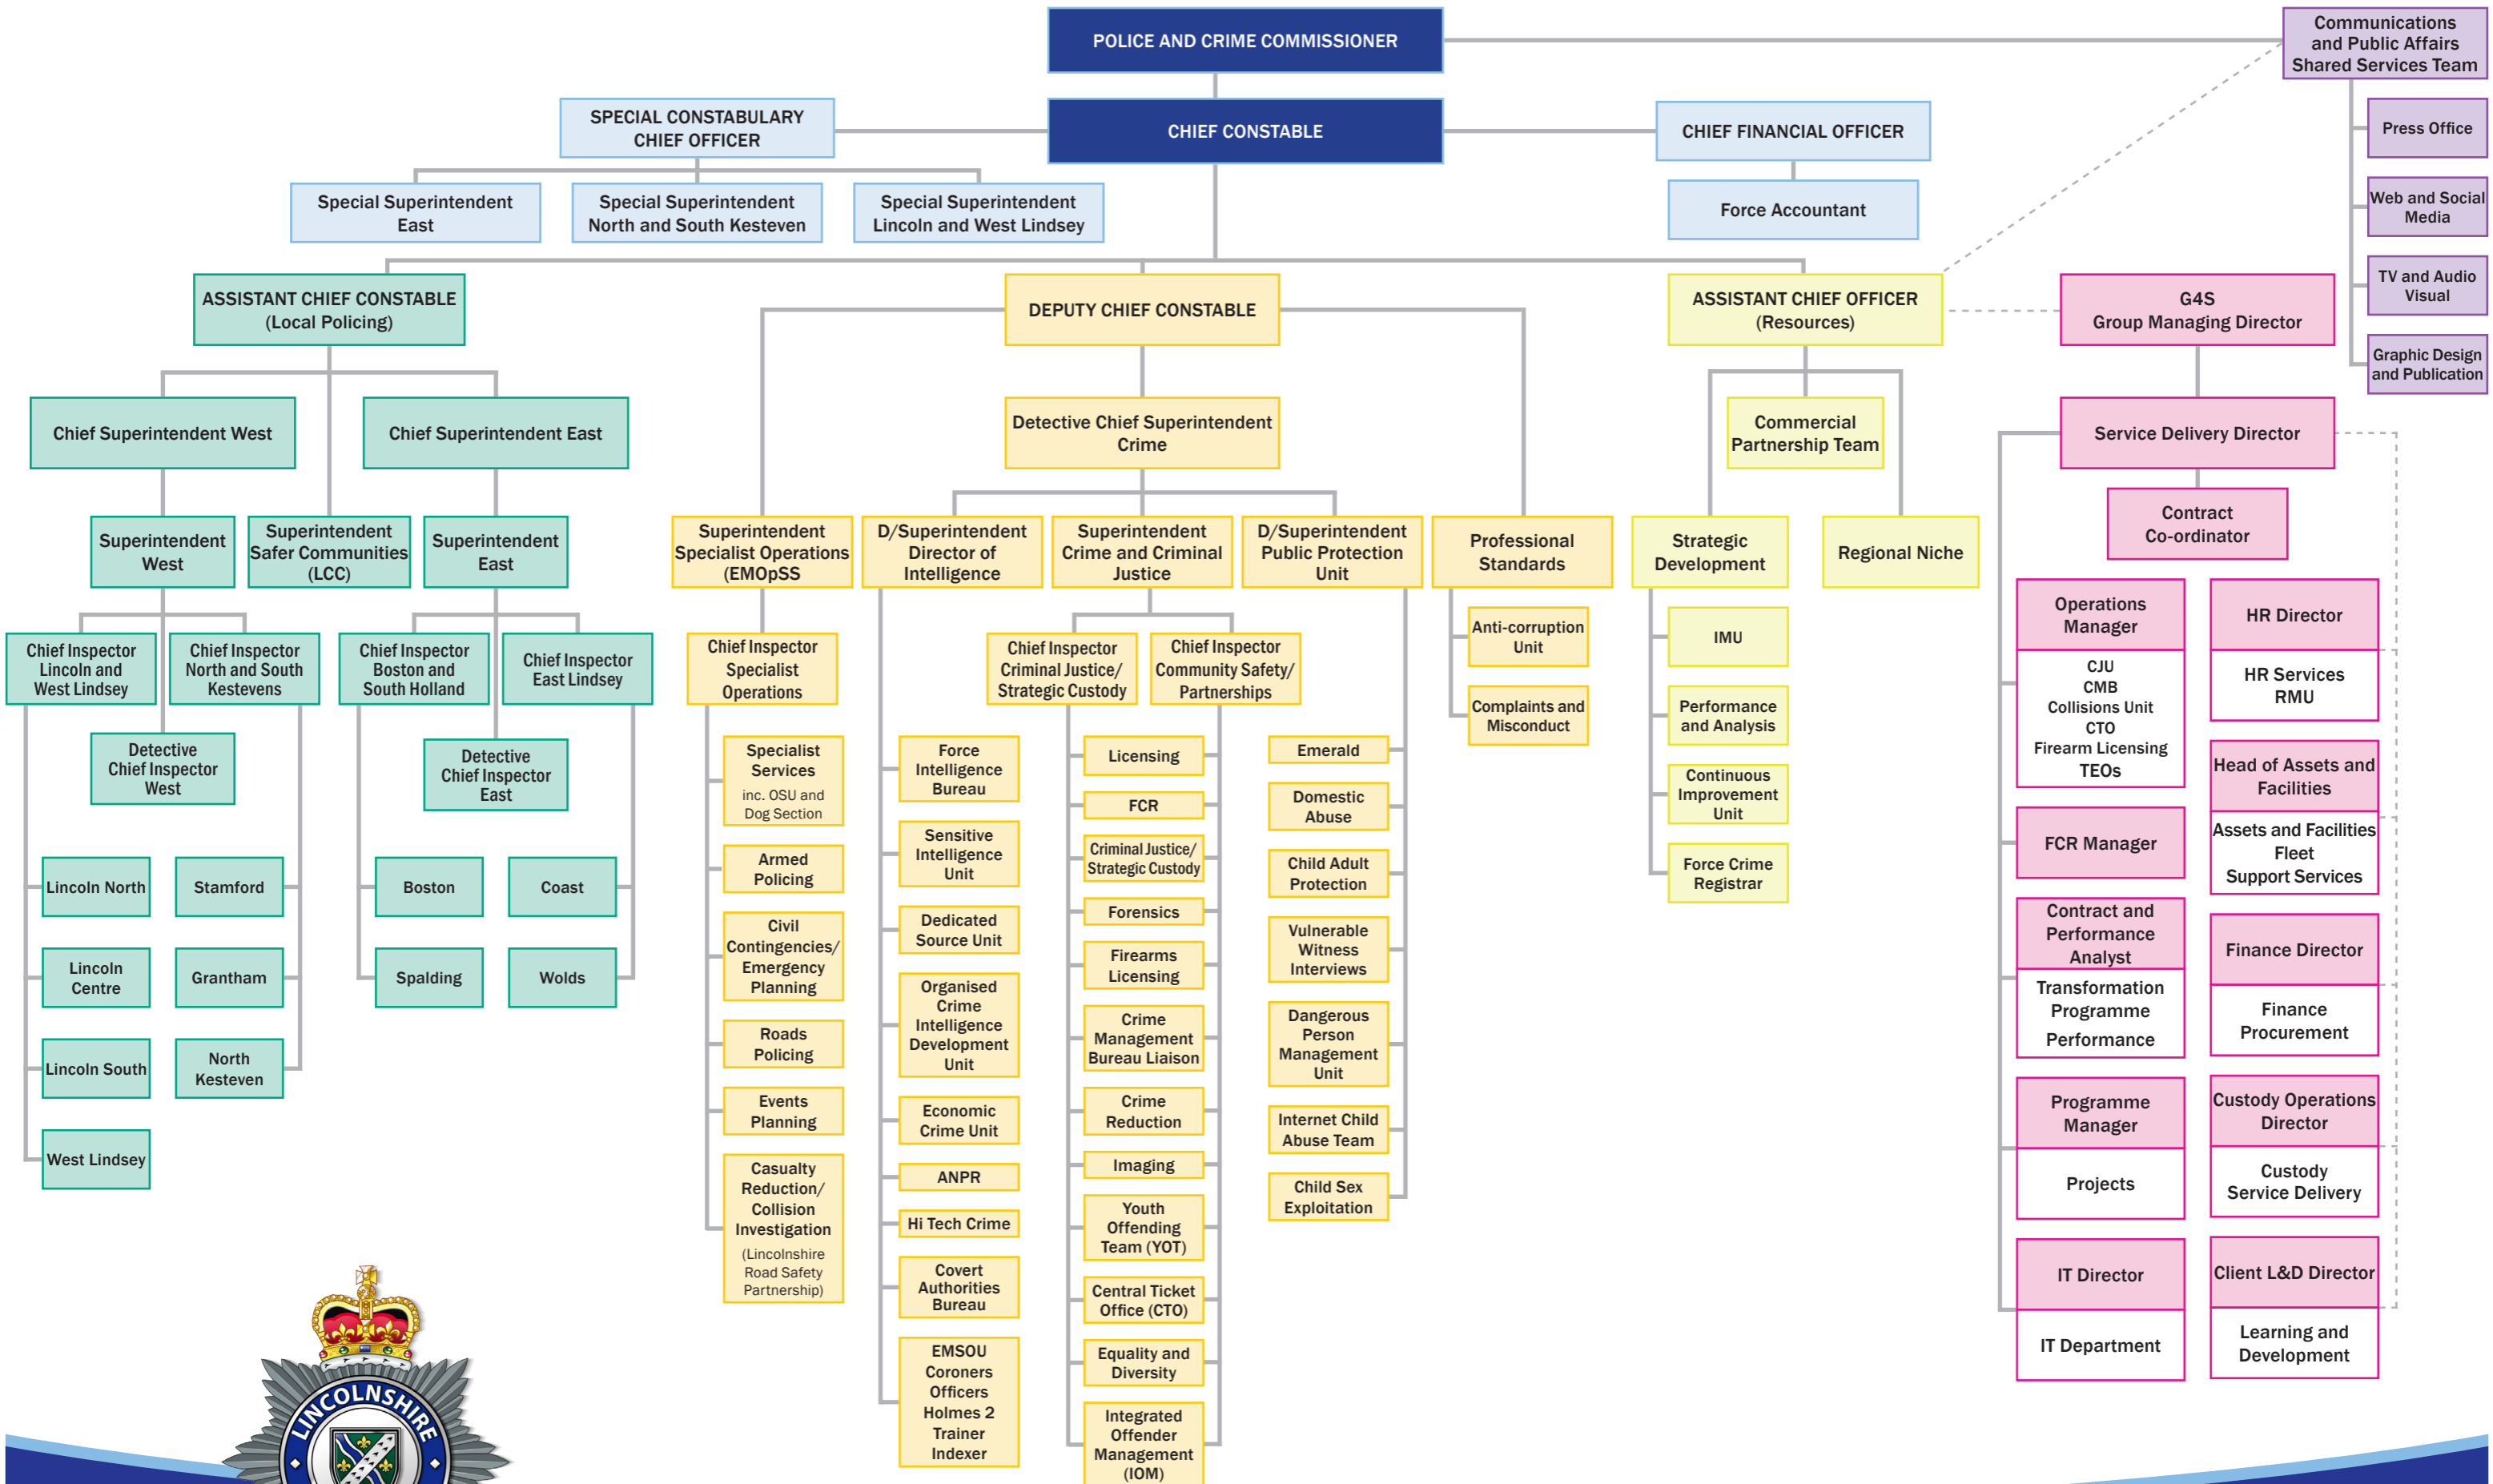 POLICE AND CRIME COMMISSIONER
Communications
and Public Affairs
Shared Services Team
SPECIAL CONSTABULARY
CHIEF OFFICER
CHIEF CONSTABLE
CHIEF FINANCIAL OFFICER
Press Office
Special Superintendent
East
Special Superintendent
North and South Kesteven
Special Superintendent
Lincoln and West Lindsey
Force Accountant
Web and Social
Media
TV and Audio
Visual
Graphic Design
and Publication
ASSISTANT CHIEF CONSTABLE
(Local Policing)
DEPUTY CHIEF CONSTABLE
ASSISTANT CHIEF OFFICER
(Resources)
G4S
Group Managing Director
Chief Superintendent West
Chief Superintendent East
Detective Chief Superintendent
Crime
Commercial
Partnership Team
Service Delivery Director
Superintendent
West
Superintendent
Safer Communities
(LCC)
Superintendent
East
Superintendent
Specialist Operations
(EMOpSS
D/Superintendent
Director of
Intelligence
Superintendent
Crime and Criminal
Justice
D/Superintendent
Public Protection
Unit
Professional
Standards
Strategic
Development
Regional Niche
Contract
Co-ordinator
Chief Inspector
Lincoln and
West Lindsey
Chief Inspector
North and South
Kestevens
Chief Inspector
Boston and
South Holland
Chief Inspector
East Lindsey
Detective
Chief Inspector
West
Detective
Chief Inspector
East
Lincoln North
Lincoln
Centre
Lincoln South
West Lindsey
Stamford
Grantham
North
Kesteven
Boston
Spalding
Coast
Wolds
Chief Inspector
Specialist
Operations
Specialist
Services
inc. OSU and
Dog Section
Armed
Policing
Civil
Contingencies/
Emergency
Planning
Roads
Policing
Events
Planning
Casualty
Reduction/
Collision
Investigation
(Lincolnshire
Road Safety
Partnership)
Force
Intelligence
Bureau
Sensitive
Intelligence
Unit
Dedicated
Source Unit
Organised
Crime
Intelligence
Development
Unit
Economic
Crime Unit
ANPR
Hi Tech Crime
Covert
Authorities
Bureau
EMSOU
Coroners
Officers
Holmes 2
Trainer
Indexer
Chief Inspector
Criminal Justice/
Strategic Custody
Chief Inspector
Community Safety/
Partnerships
Licensing
FCR
Criminal Justice/
Strategic Custody
Forensics
Firearms
Licensing
Crime
Management
Bureau Liaison
Crime
Reduction
Imaging
Youth
Offending
Team (YOT)
Central Ticket
Office (CTO)
Equality and
Diversity
Integrated
Offender
Management
(IOM)
Emerald
Domestic
Abuse
Child Adult
Protection
Vulnerable
Witness
Interviews
Dangerous
Person
Management
Unit
Internet Child
Abuse Team
Child Sex
Exploitation
Anti-corruption
Unit
Complaints and
Misconduct
IMU
Performance
and Analysis
Continuous
Improvement
Unit
Force Crime
Registrar
Operations
Manager
CJU
CMB
Collisions Unit
CTO
Firearm Licensing
TEOs
FCR Manager
Contract and
Performance
Analyst
Transformation
Programme
Performance
Programme
Manager
Projects
IT Director
IT Department
HR Director
HR Services
RMU
Head of Assets and
Facilities
Assets and Facilities
Fleet
Support Services
Finance Director
Finance
Procurement
Custody Operations
Director
Custody
Service Delivery
Client L&D Director
Learning and
Development
LINCOLNSHIRE